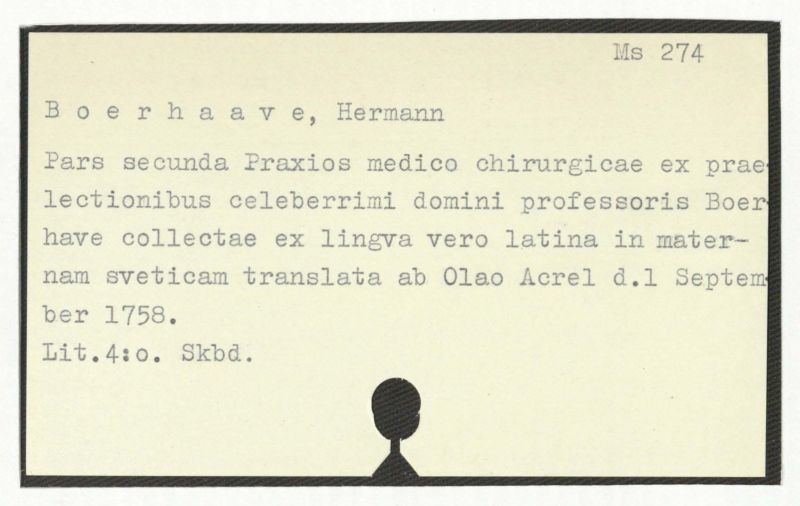 Ms 274
B o e r h a a v e, Hermann
Pars secunda Praxios medico chirurgicae ex prae-
lectionibus celeberrimi domini professoris Boer-
have collectae ex lingva vero latina in mater-
nam sveticam translata ab Olao Acrel d.l Septem-
ber 1758.
Lit.4:o. Skbd.